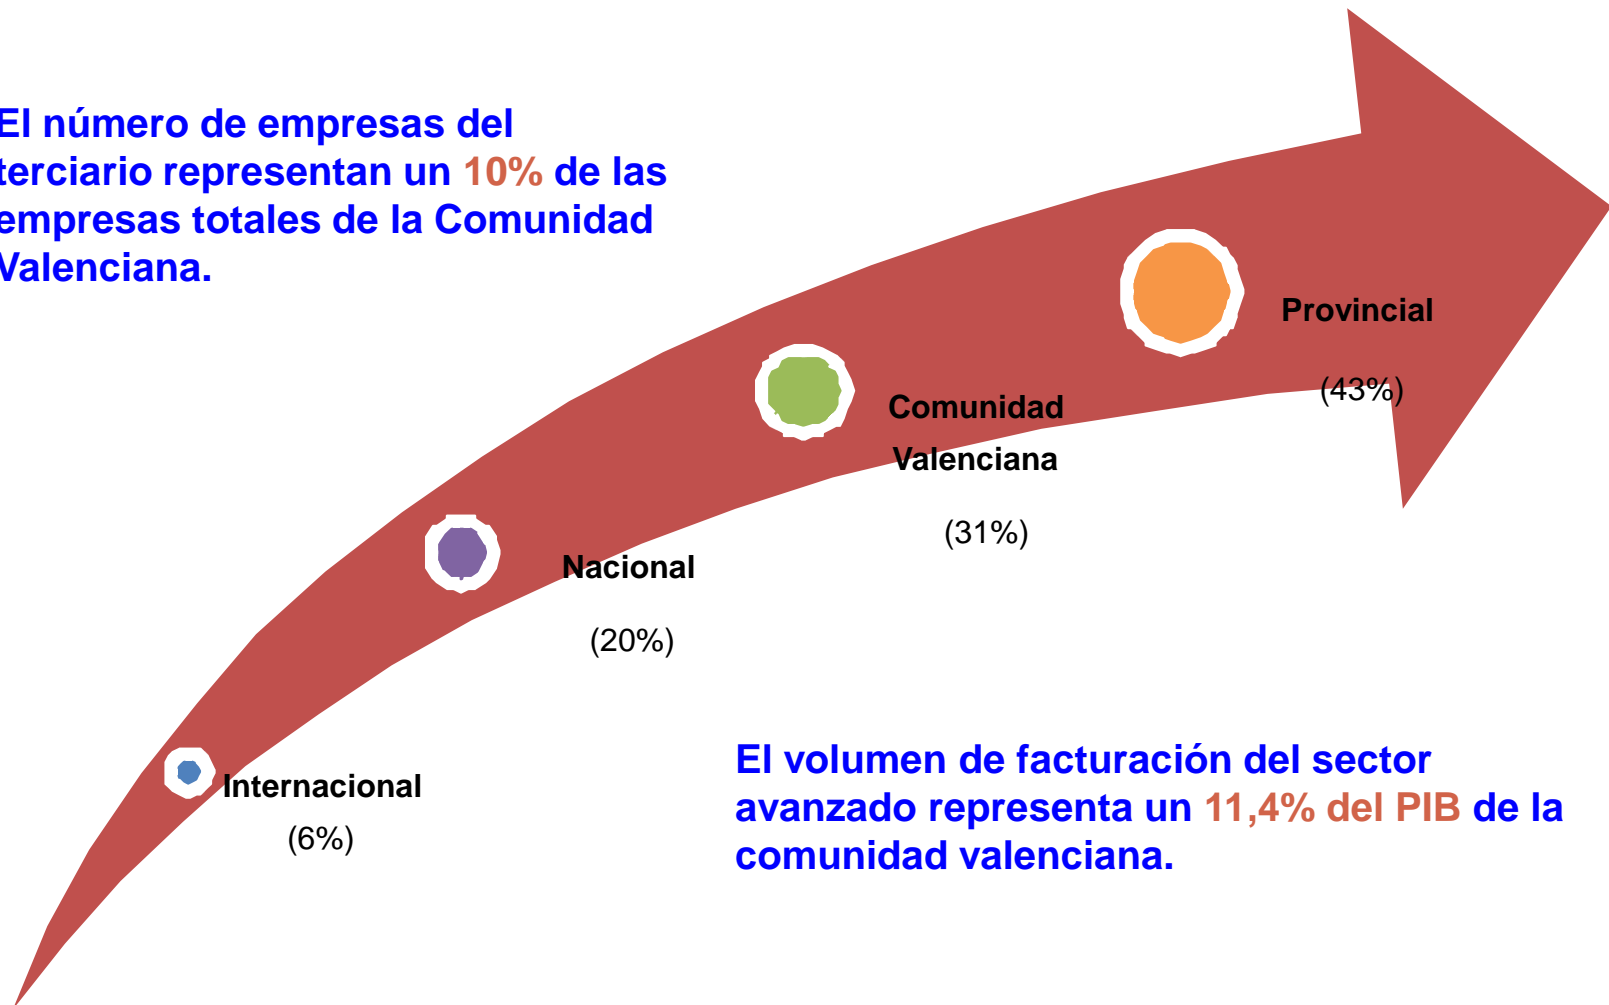 El número de empresas del
terciario representan un 10% de las
empresas totales de la Comunidad
Valenciana.
Provincial
(43%)
Comunidad
Valenciana
(31%)
Nacional
(20%)
Internacional
(6%)
El volumen de facturación del sector
avanzado representa un 11,4% del PIB de la
comunidad valenciana.